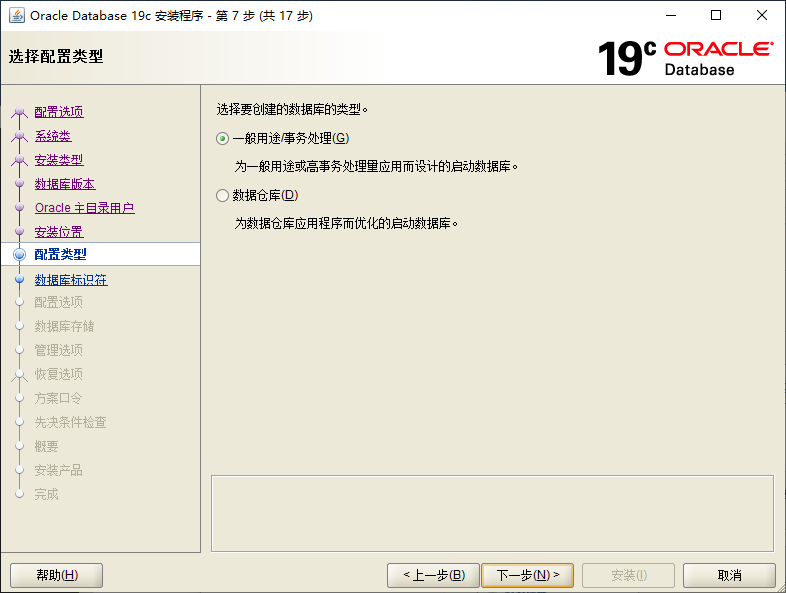 Oracle Database 19c 安装程序 - 第 7 步 (共 17 步)
选择配置类型
19c ORACLE
Database
配置选项
系统类
安装类型
数据库版本
Oracle 主目录用户
安装位置
配置类型
数据库标识符
配置选项
数据库存储
管理选项
恢复选项
方案口令
先决条件检查
概要
安装产品
完成
选择要创建的数据库的类型。
一般用途/事务处理(G)
为一般用途或高事务处理量应用而设计的启动数据库。
数据仓库(D)
为数据仓库应用程序而优化的启动数据库。
帮助(H)
< 上一步(B)
下一步(N) >
安装(I)
取消